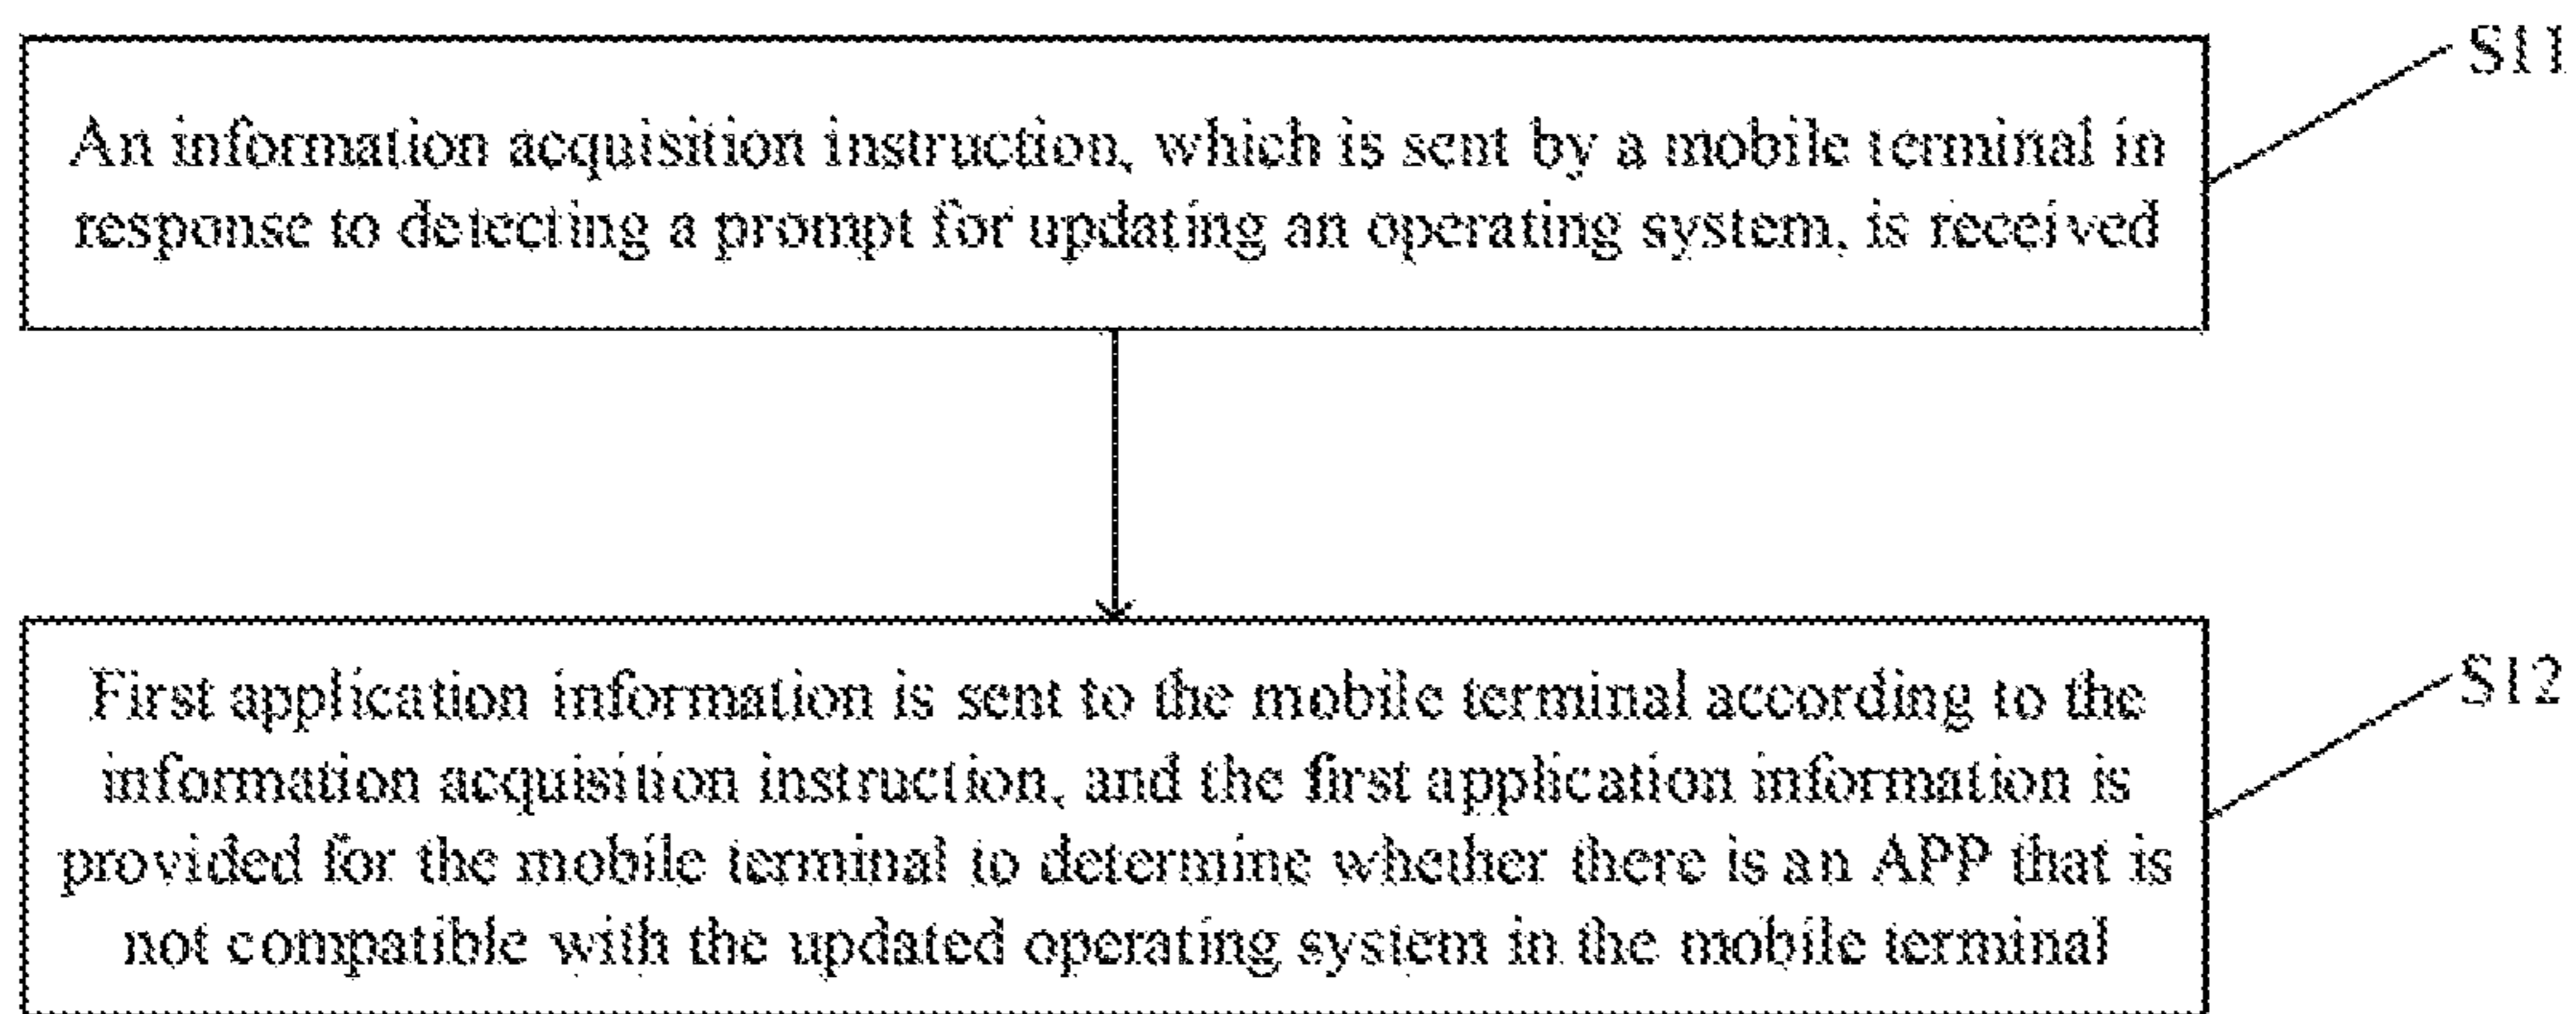 S11
An information acquisition instruction, which is sent by a mobile terminal in
response to detecting a prompt for updating an operating system, is received
S12
First application information is sent to the mobile terminal according to the
information acquisition instruction, and the first application information is
provided for the mobile terminal to determine whether there is an APP that is
not compatible with the updated operating system in the mobile terminal